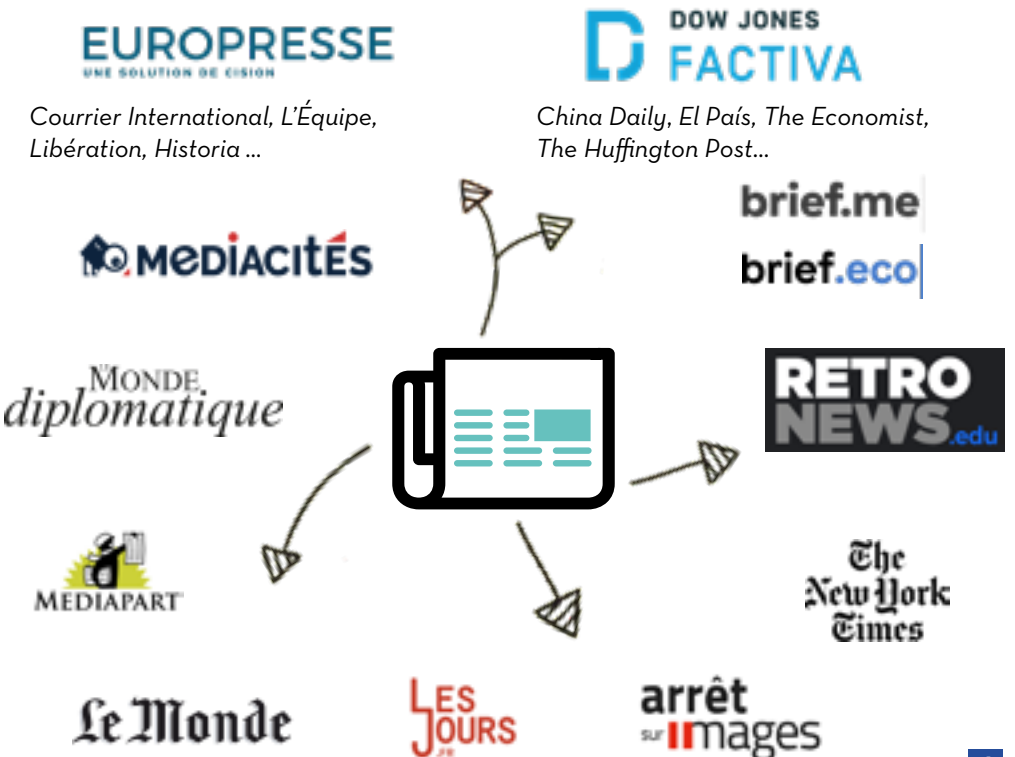 EUROPRESSE
UNE SOLUTION DE CISION
Courrier International, L'Équipe,
Libération, Historia ...
DOW JONES
FACTIVA
China Daily, El País, The Economist,
The Huffington Post...
brief.me
brief.eco
MEDIACITÉS
LE MONDE
diplomatique
RETRO
NEWS.edu
MEDIAPART
The
New York
Times
Le Monde
LES
JOURS
.FR
arrêt
sur images